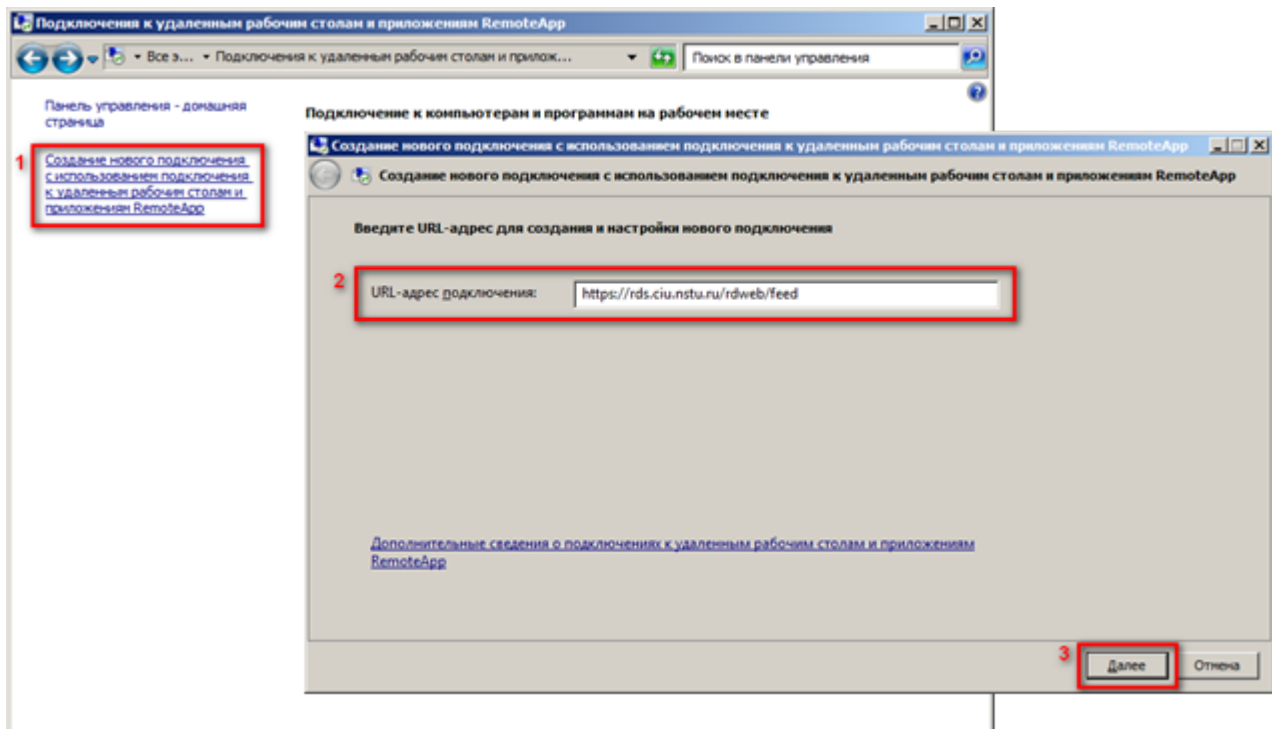 Подключения к удаленным рабочим столам и приложениям RemoteApp
Все э... Подключения к удаленным рабочим столам и прилож...
Поиск в панели управления
Панель управления - домашняя
страница
Подключение к компьютерам и программам на рабочем месте
1
Создание нового подключения
с использованием подключения
к удаленным рабочим столам и
приложениям RemoteApp
Создание нового подключения с использованием подключения к удаленным рабочим столам и приложениям RemoteApp
Создание нового подключения с использованием подключения к удаленным рабочим столам и приложениям RemoteApp
Введите URL-адрес для создания и настройки нового подключения
2
URL-адрес подключения: https://rds.ciu.nstu.ru/rdweb/feed
Дополнительные сведения о подключениях к удаленным рабочим столам и приложениям
RemoteApp
3
Далее Отмена